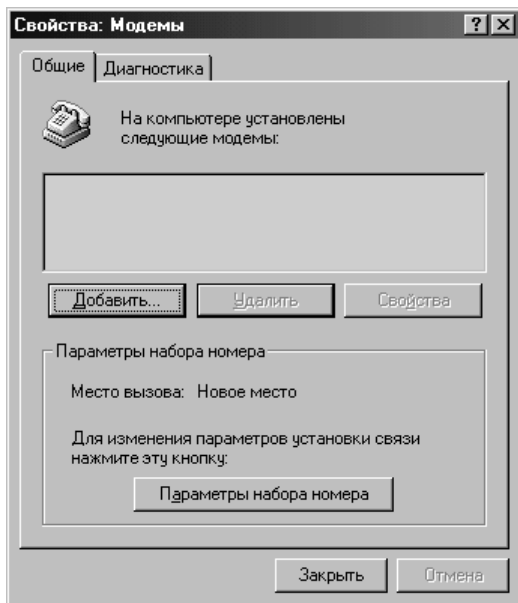 Свойства: Модемы
Общие
Диагностика
На компьютере установлены
следующие модемы:
Добавить...
Удалить
Свойства
Параметры набора номера
Место вызова: Новое место
Для изменения параметров установки связи
нажмите эту кнопку:
Параметры набора номера
Закрыть
Отмена